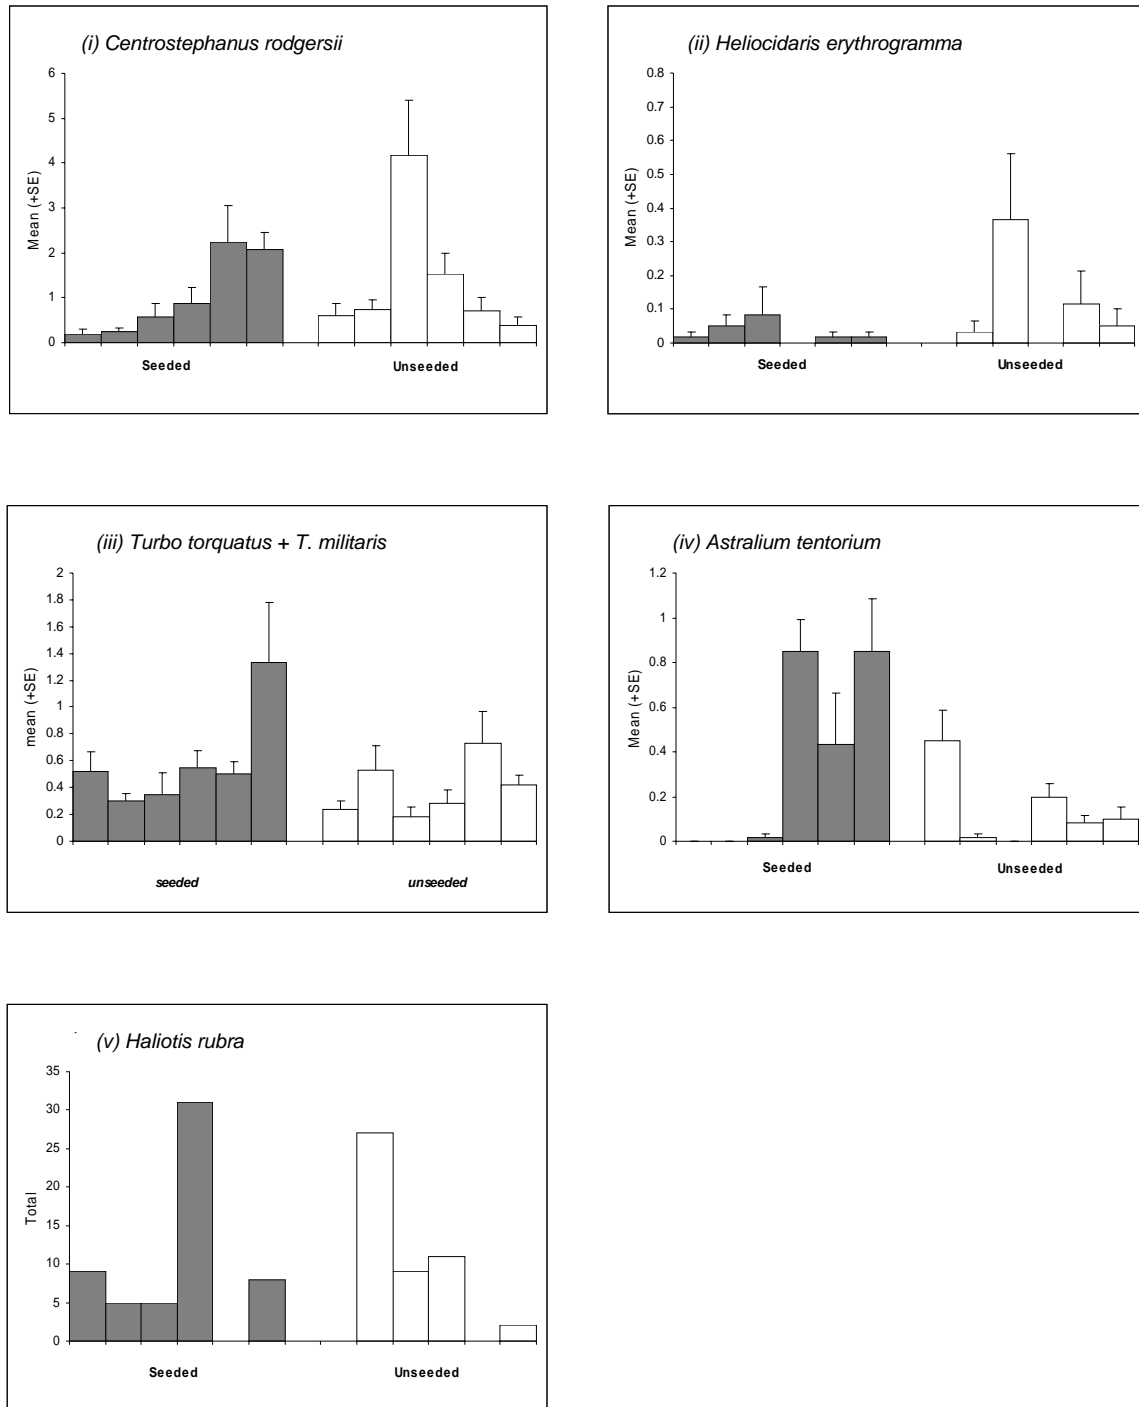 (i) Centrostephanus rodgersii
6
5
4
3
2
1
0
Mean (+SE)
Seeded Unseeded
(ii) Heliocidaris erythrogramma
0.8
0.7
0.6
0.5
0.4
0.3
0.2
0.1
0
Mean (+SE)
Seeded Unseeded
(iii) Turbo torquatus + T. militaris
2
1.8
1.6
1.4
1.2
1
0.8
0.6
0.4
0.2
0
mean (+SE)
seeded unseeded
(iv) Astralium tentorium
1.2
1
0.8
0.6
0.4
0.2
0
Mean (+SE)
Seeded Unseeded
(v) Haliotis rubra
35
30
25
20
15
10
5
0
Total
Seeded Unseeded